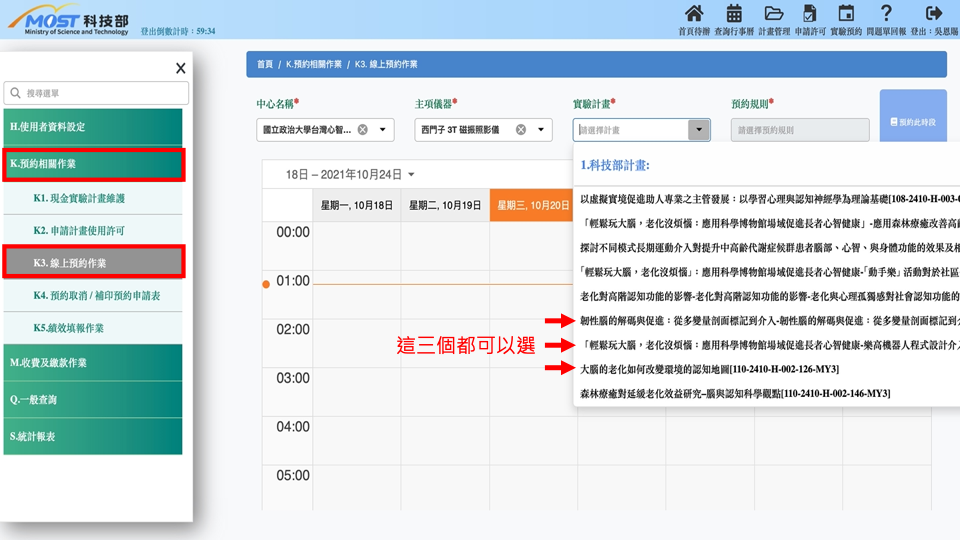 MOST 科技部
Ministry of Science and Technology
登出倒數計時：59:34
首頁待辦 查詢行事曆 計畫管理 申請許可 實驗預約 問題單回報 登出：吳恩賜
X
搜尋選單
H.使用者資料設定
K.預約相關作業
K1. 現金實驗計畫維護
K2. 申請計畫使用許可
K3. 線上預約作業
K4. 預約取消 / 補印預約申請表
K5.績效填報作業
M.收費及繳款作業
Q.一般查詢
S.統計報表
首頁 / K.預約相關作業 / K3. 線上預約作業
中心名稱* 主項儀器* 實驗計畫* 預約規則*
國立政治大學台灣心智... 西門子 3T 磁振照影儀 請選擇計畫 請選擇預約規則 預約此時段
18日 – 2021年10月24日
星期一, 10月18日 星期二, 10月19日 星期三, 10月20日
00:00
01:00
02:00
03:00
04:00
05:00
1.科技部計畫:
以虛擬實境促進助人專業之主管發展：以學習心理與認知神經學為理論基礎[108-2410-H-003-0
「輕鬆玩大腦，老化沒煩惱：應用科學博物館場域促進長者心智健康」-應用森林療癒改善高
探討不同模式長期運動介入對提升中高齡代謝症候群患者腦部、心智、與身體功能的效果及相
「輕鬆玩大腦，老化沒煩惱」：應用科學博物館場域促進長者心智健康-「動手樂」活動對於社區
老化對高階認知功能的影響-老化對高階認知功能的影響-老化與心理孤獨感對社會認知功能的
韌性腦的解碼與促進：從多變量剖面標記到介入-韌性腦的解碼與促進：從多變量剖面標記到介
「輕鬆玩大腦，老化沒煩惱：應用科學博物館場域促進長者心智健康-樂高機器人程式設計介入
大腦的老化如何改變環境的認知地圖[110-2410-H-002-126-MY3]
森林療癒對延緩老化效益研究–腦與認知科學觀點[110-2410-H-002-146-MY3]
這三個都可以選